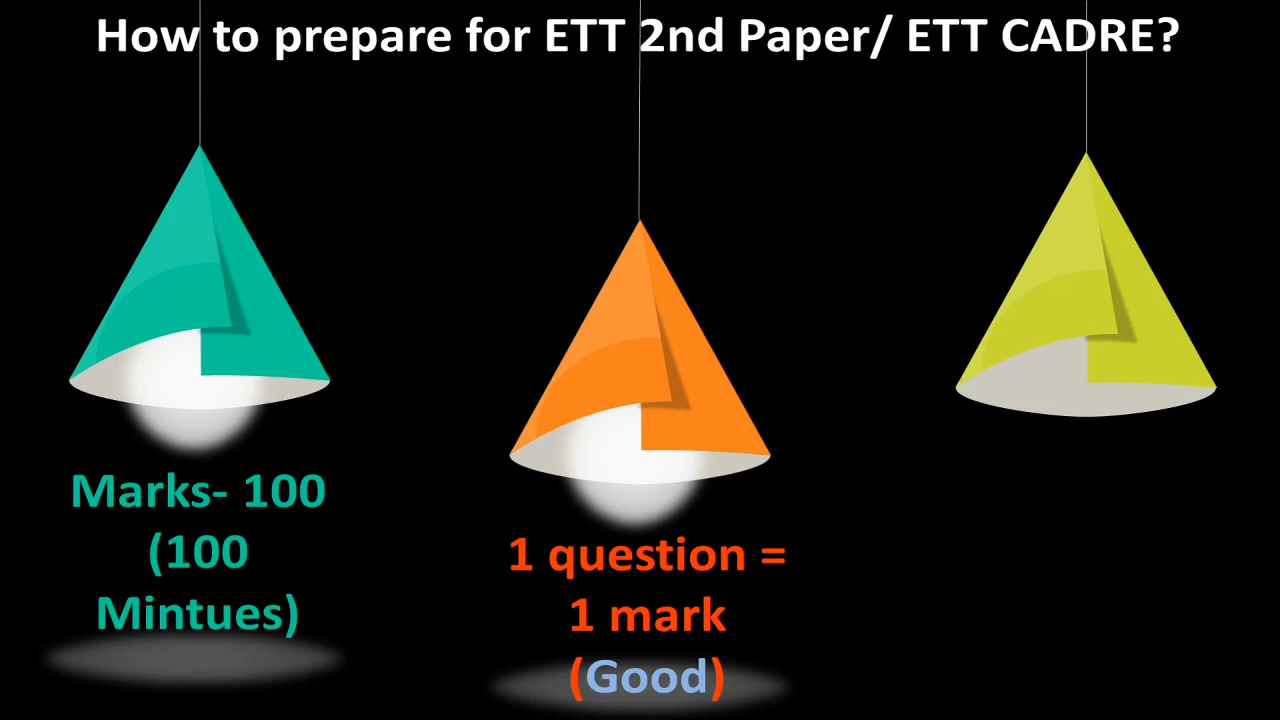 How to prepare for ETT 2nd Paper/ ETT CADRE?
Marks- 100
(100
Mintues)
1 question =
1 mark
(Good)